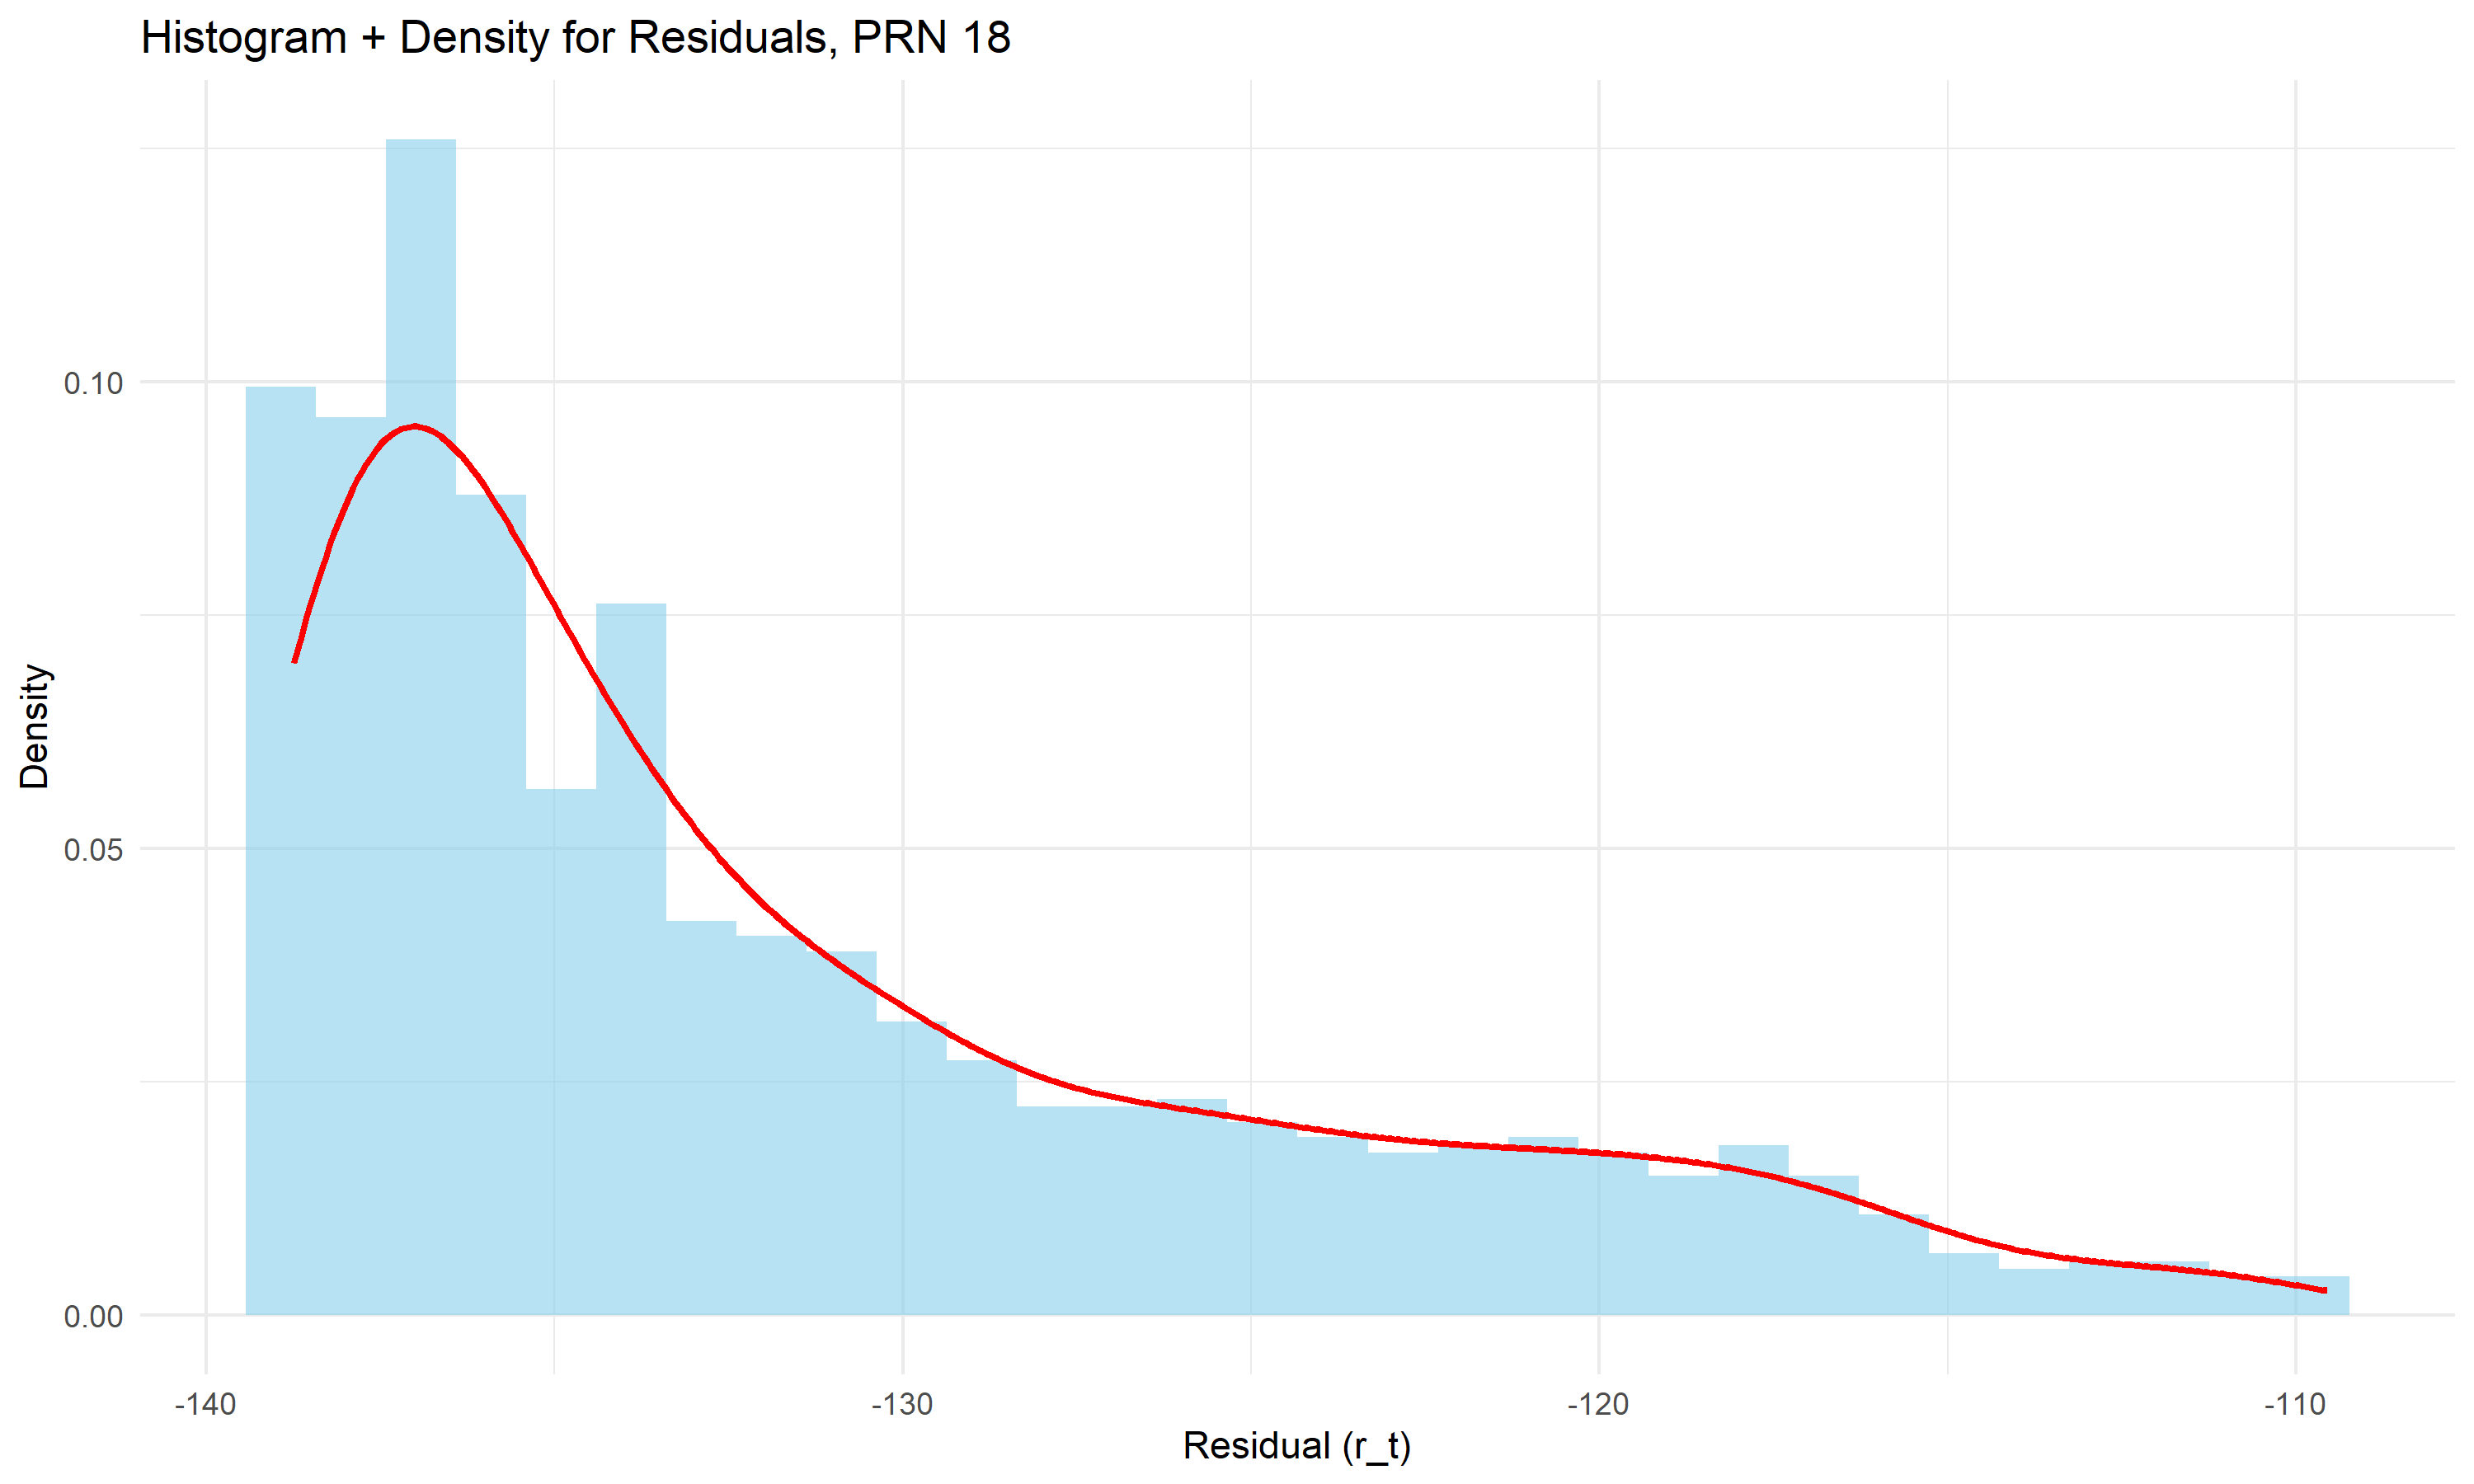 Histogram + Density for Residuals, PRN 18
Density
0.10
0.05
0.00
-140
-130
-120
-110
Residual (r_t)